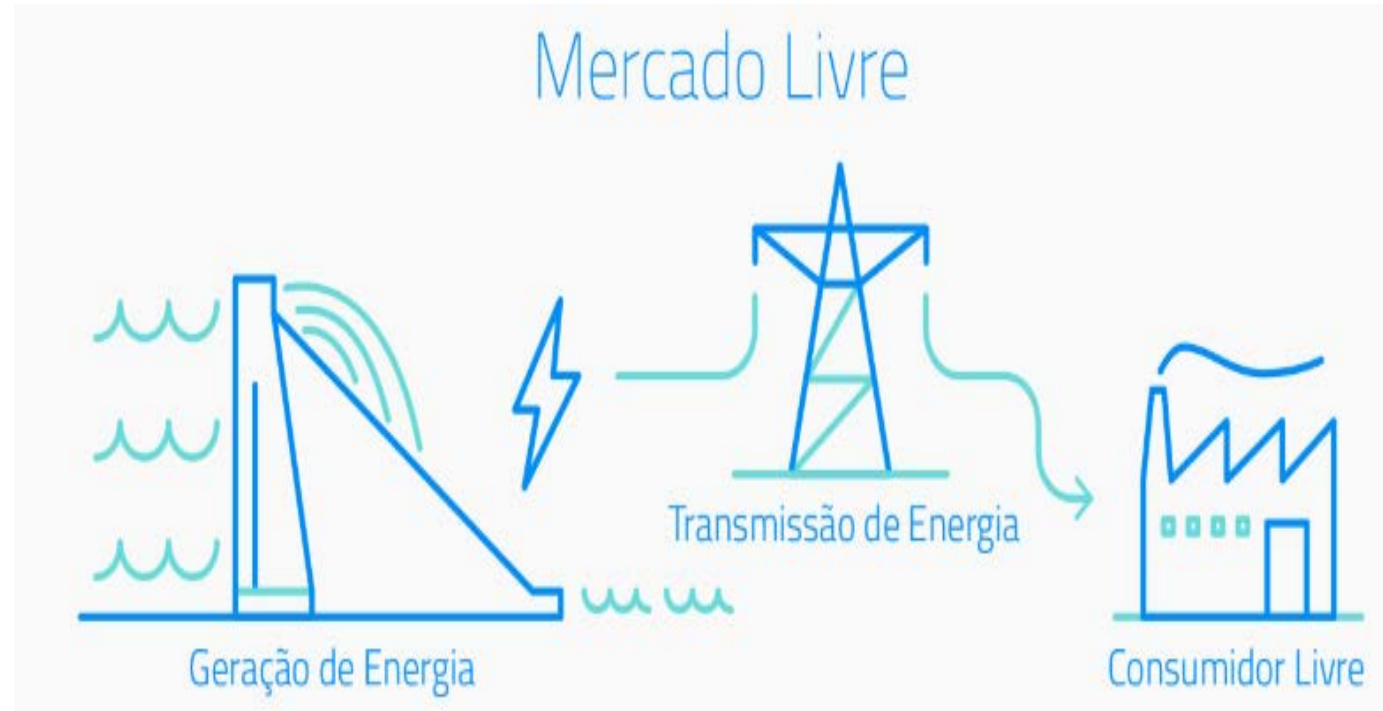 Mercado Livre
Transmissão de Energia
Geração de Energia
Consumidor Livre